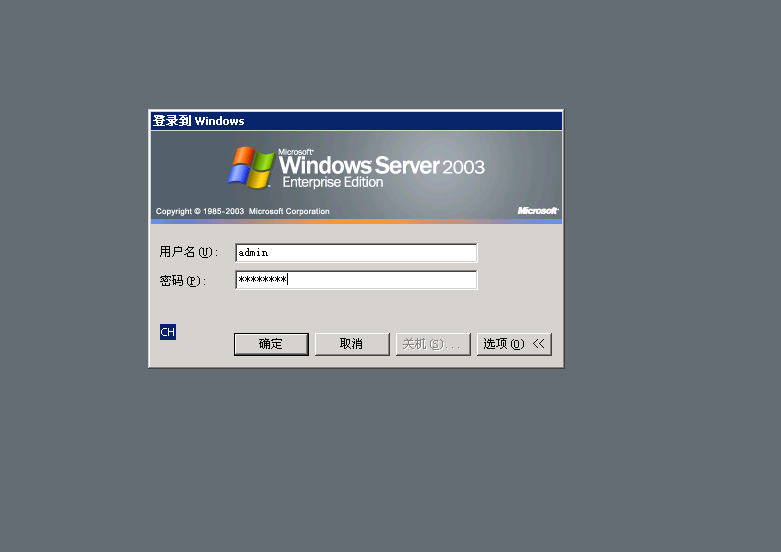 登录到 Windows
Microsoft®
Windows Server 2003
Enterprise Edition
Copyright © 1985-2003 Microsoft Corporation
Microsoft®
用户名(U):
admin
密码(P):
********
CH
确定
取消
关机(S)...
选项(O) <<